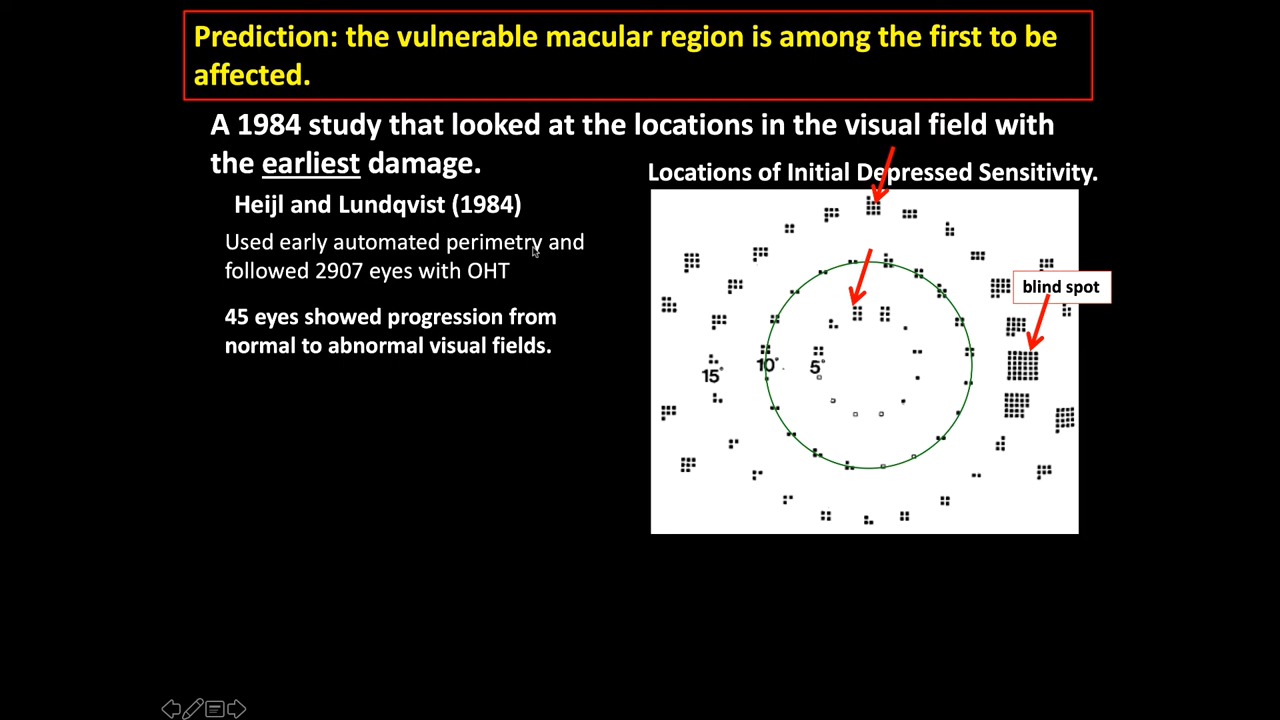 Prediction: the vulnerable macular region is among the first to be
affected.
A 1984 study that looked at the locations in the visual field with
the earliest damage.
Locations of Initial Depressed Sensitivity.
Heijl and Lundqvist (1984)
Used early automated perimetry and
followed 2907 eyes with OHT
45 eyes showed progression from
normal to abnormal visual fields.
blind spot
15°
10°
5°